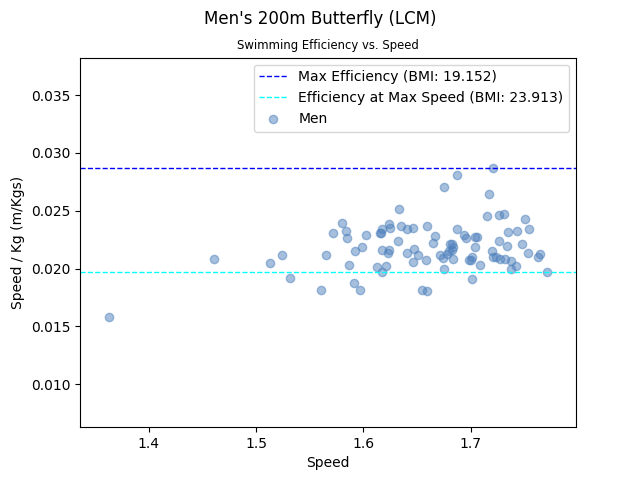 Men's 200m Butterfly (LCM)
Swimming Efficiency vs. Speed
Max Efficiency (BMI: 19.152)
Efficiency at Max Speed (BMI: 23.913)
Men
Speed / Kg (m/Kgs)
0.035
0.030
0.025
0.020
0.015
0.010
1.4 1.5 1.6 1.7
Speed